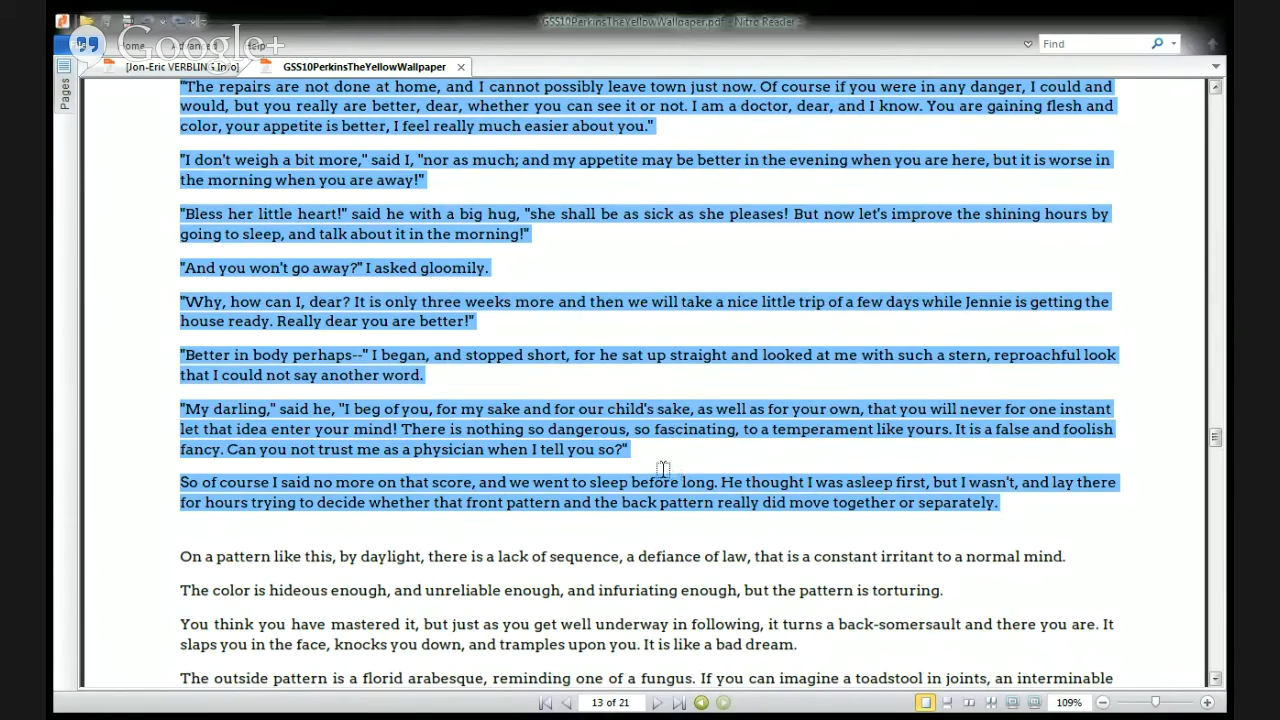 GSS10PerkinsTheYellowWallpaper.pdf - Nitro Reader
Google+
File Home Advanced Help
Find
[Jon-Eric VERBLING.Info]
GSS10PerkinsTheYellowWallpaper
Pages
"The repairs are not done at home, and I cannot possibly leave town just now. Of course if you were in any danger, I could and
would, but you really are better, dear, whether you can see it or not. I am a doctor, dear, and I know. You are gaining flesh and
color, your appetite is better, I feel really much easier about you."
"I don't weigh a bit more," said I, "nor as much; and my appetite may be better in the evening when you are here, but it is worse in
the morning when you are away!"
"Bless her little heart!" said he with a big hug, "she shall be as sick as she pleases! But now let's improve the shining hours by
going to sleep, and talk about it in the morning!"
"And you won't go away?" I asked gloomily.
"Why, how can I, dear? It is only three weeks more and then we will take a nice little trip of a few days while Jennie is getting the
house ready. Really dear you are better!"
"Better in body perhaps--" I began, and stopped short, for he sat up straight and looked at me with such a stern, reproachful look
that I could not say another word.
"My darling," said he, "I beg of you, for my sake and for our child's sake, as well as for your own, that you will never for one instant
let that idea enter your mind! There is nothing so dangerous, so fascinating, to a temperament like yours. It is a false and foolish
fancy. Can you not trust me as a physician when I tell you so?"
So of course I said no more on that score, and we went to sleep before long. He thought I was asleep first, but I wasn't, and lay there
for hours trying to decide whether that front pattern and the back pattern really did move together or separately.
On a pattern like this, by daylight, there is a lack of sequence, a defiance of law, that is a constant irritant to a normal mind.
The color is hideous enough, and unreliable enough, and infuriating enough, but the pattern is torturing.
You think you have mastered it, but just as you get well underway in following, it turns a back-somersault and there you are. It
slaps you in the face, knocks you down, and tramples upon you. It is like a bad dream.
The outside pattern is a florid arabesque, reminding one of a fungus. If you can imagine a toadstool in joints, an interminable
13 of 21
109%